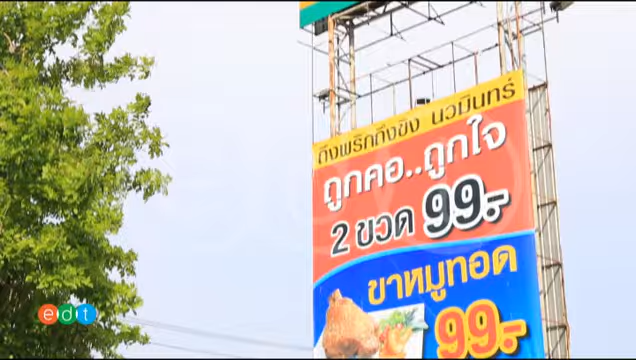 ถึงพริกถึงขิง นวมินทร์
ถูกคอ..ถูกใจ
2 ขวด 99.-
ขาหมูทอด
99.-
edt